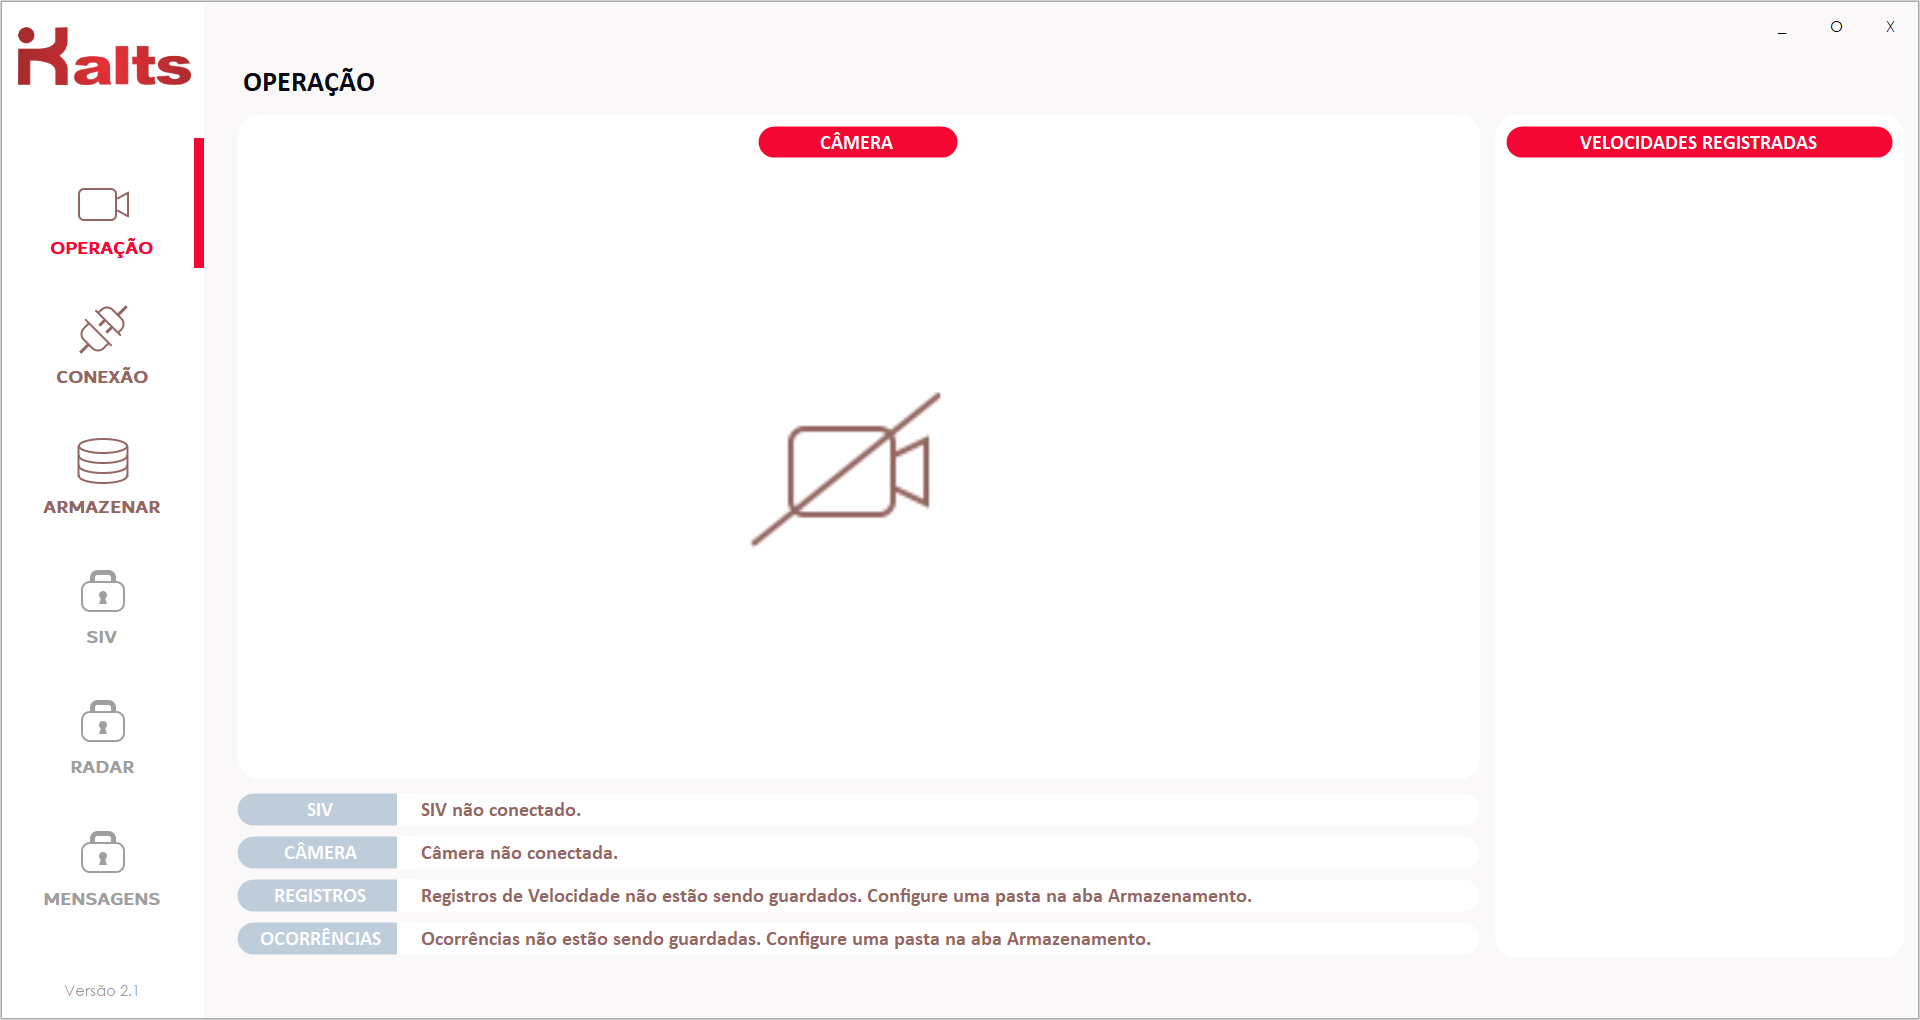 Kalts
_ O X
OPERAÇÃO
CÂMERA
VELOCIDADES REGISTRADAS
OPERAÇÃO
CONEXÃO
ARMAZENAR
SIV
RADAR
MENSAGENS
Versão 2.1
SIV SIV não conectado.
CÂMERA Câmera não conectada.
REGISTROS Registros de Velocidade não estão sendo guardados. Configure uma pasta na aba Armazenamento.
OCORRÊNCIAS Ocorrências não estão sendo guardadas. Configure uma pasta na aba Armazenamento.